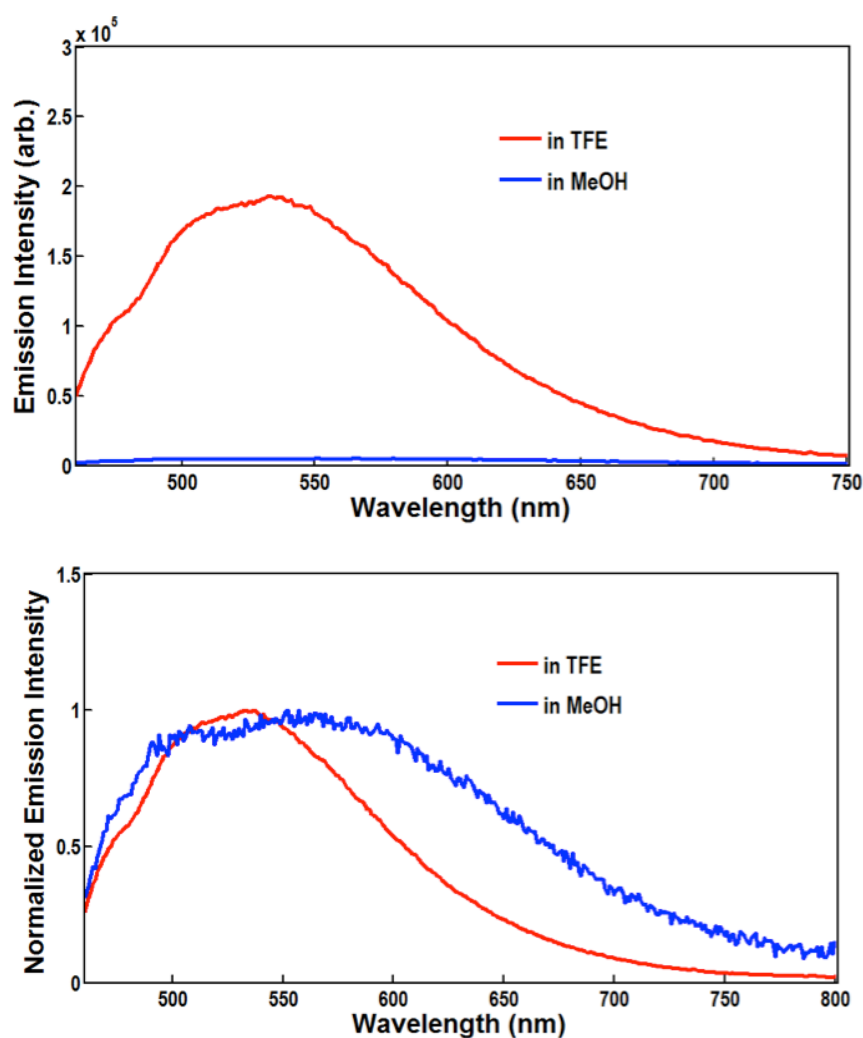 x 10^5
3
2.5
2
1.5
1
0.5
0
Emission Intensity (arb.)
in TFE
in MeOH
500 550 600 650 700 750
Wavelength (nm)
1.5
1
0.5
0
Normalized Emission Intensity
in TFE
in MeOH
500 550 600 650 700 750 800
Wavelength (nm)